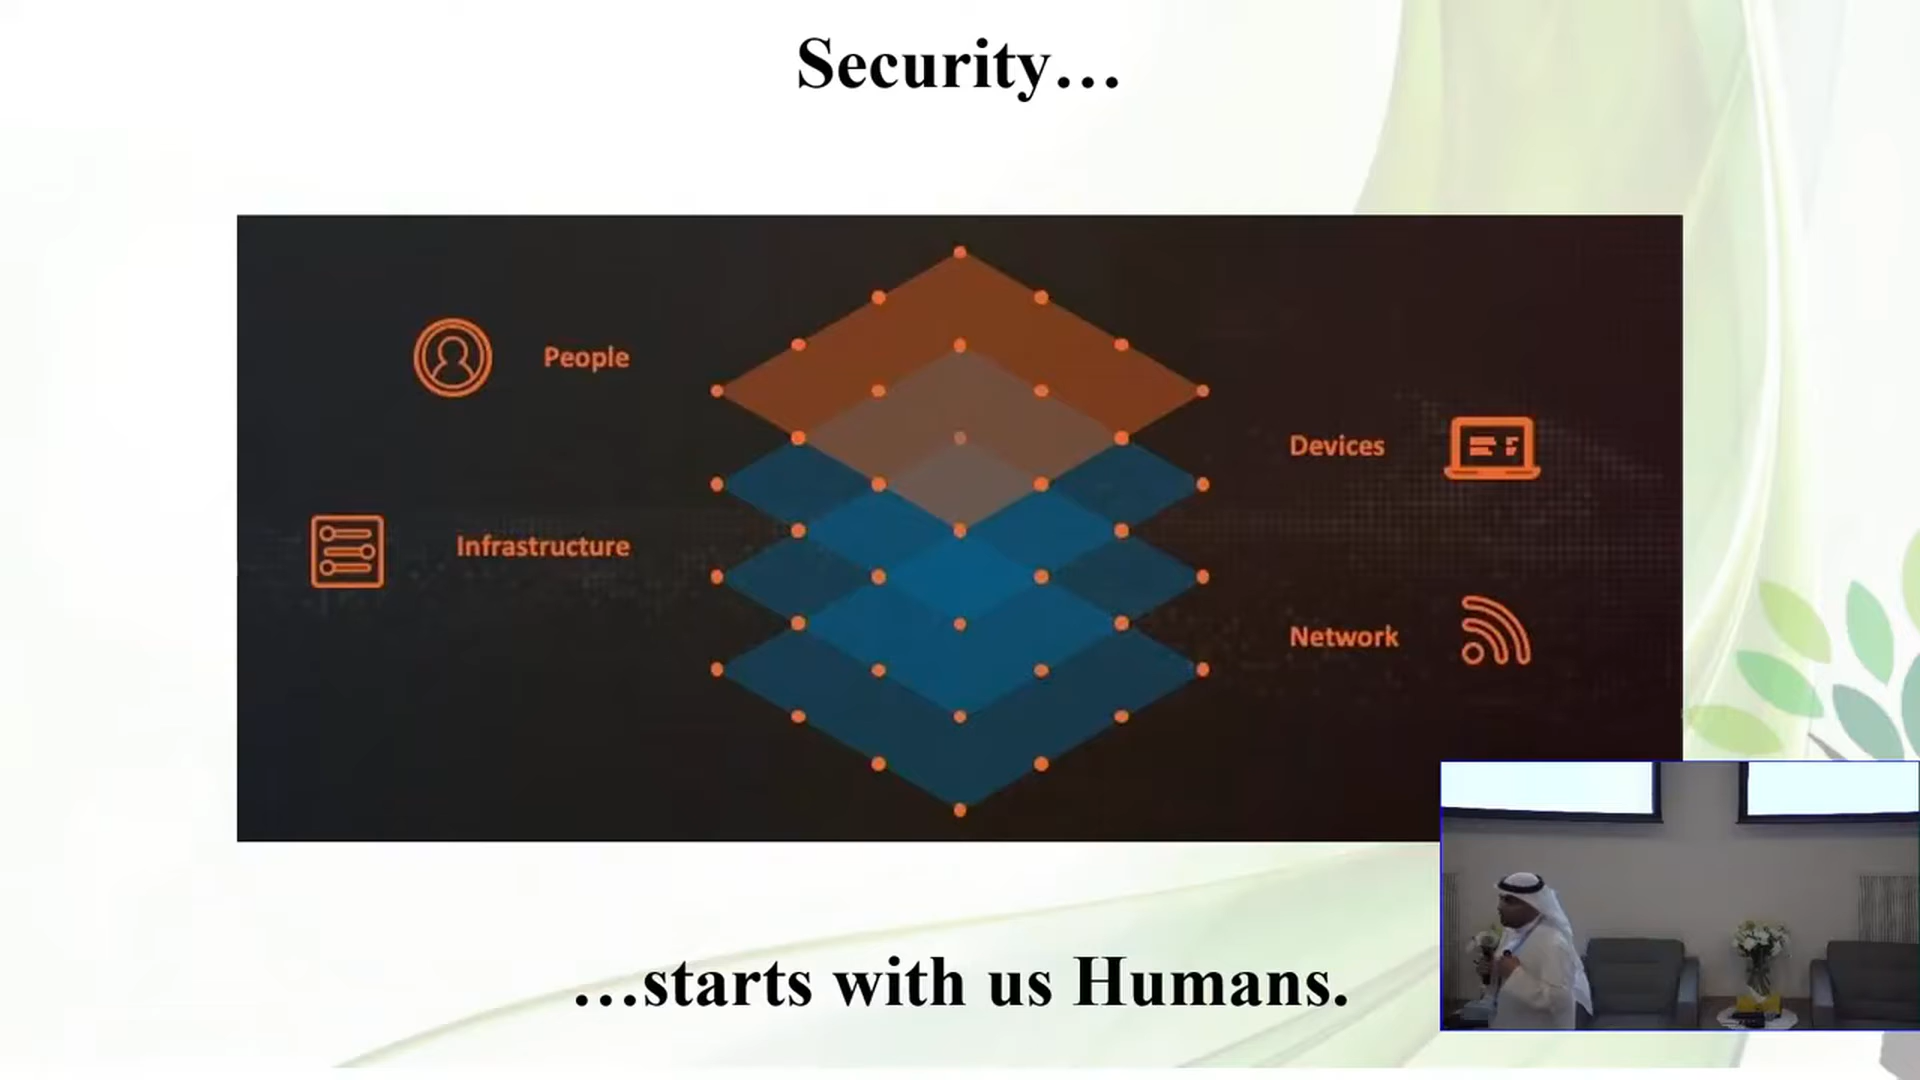 Security…
People
Devices
Infrastructure
Network
…starts with us Humans.